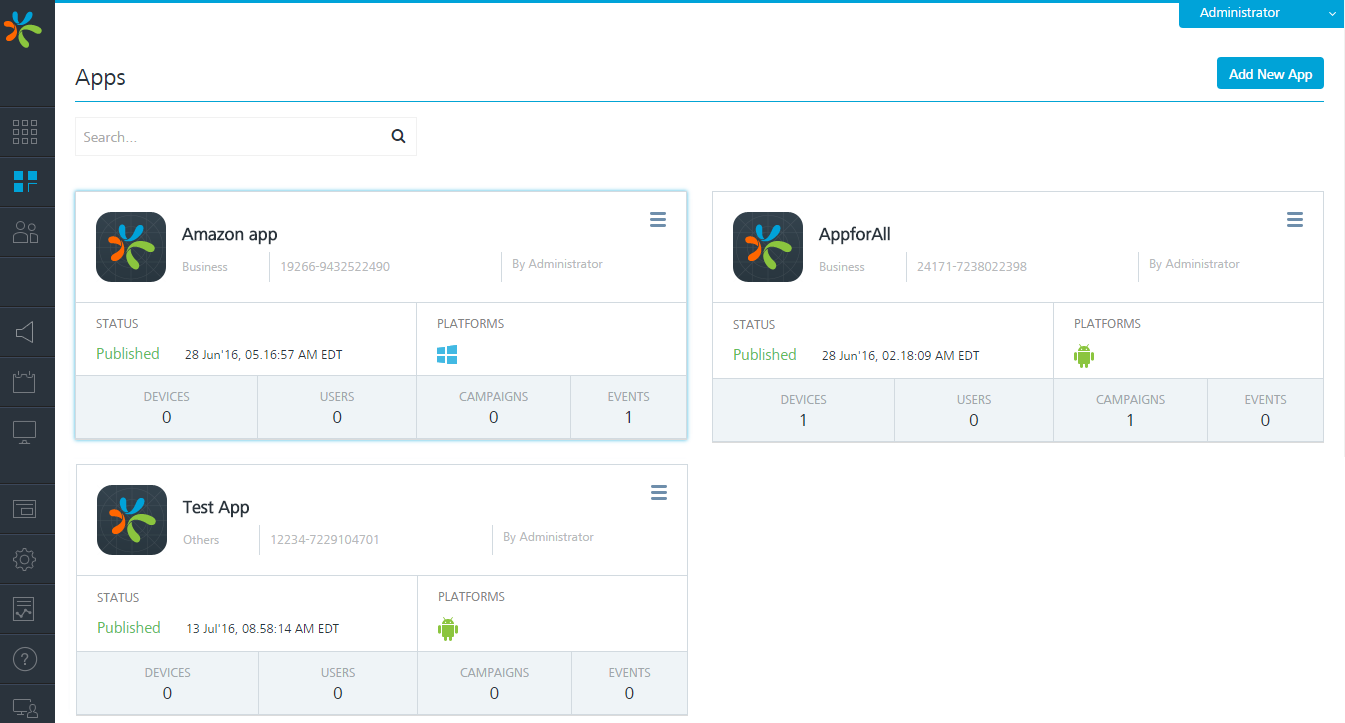 Administrator
Apps
Add New App
Search...
Amazon app
Business
19266-9432522490
By Administrator
STATUS
PLATFORMS
Published
28 Jun'16, 05.16:57 AM EDT
DEVICES
USERS
CAMPAIGNS
EVENTS
0
0
0
1
AppforAll
Business
24171-7238022398
By Administrator
STATUS
PLATFORMS
Published
28 Jun'16, 02.18:09 AM EDT
DEVICES
USERS
CAMPAIGNS
EVENTS
1
0
1
0
Test App
Others
12234-7229104701
By Administrator
STATUS
PLATFORMS
Published
13 Jul'16, 08.58:14 AM EDT
DEVICES
USERS
CAMPAIGNS
EVENTS
0
0
0
0